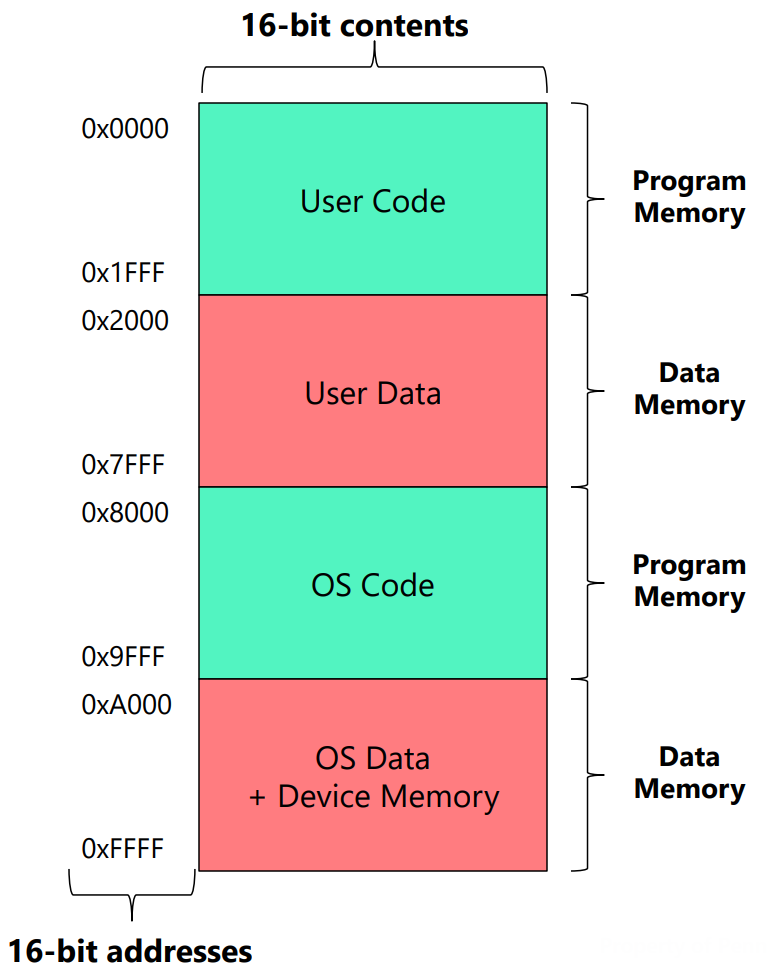 16-bit contents
0x0000
User Code
Program
Memory
0x1FFF
0x2000
User Data
Data
Memory
0x7FFF
0x8000
OS Code
Program
Memory
0x9FFF
0xA000
OS Data
+ Device Memory
Data
Memory
0xFFFF
16-bit addresses